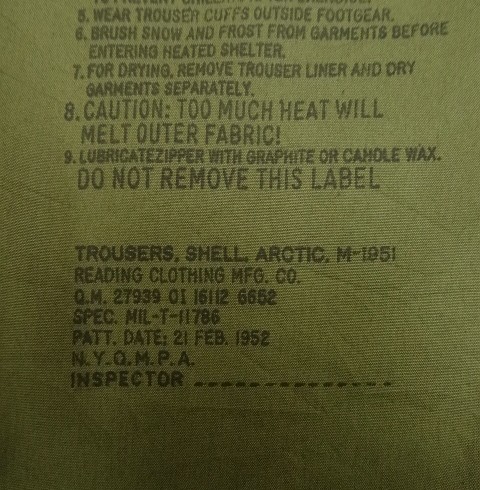 5. WEAR TROUSER CUFFS OUTSIDE FOOTGEAR.
6. BRUSH SNOW AND FROST FROM GARMENTS BEFORE
ENTERING HEATED SHELTER.
7. FOR DRYING, REMOVE TROUSER LINER AND DRY
GARMENTS SEPARATELY.
8. CAUTION: TOO MUCH HEAT WILL
MELT OUTER FABRIC!
9. LUBRICATEZIPPER WITH GRAPHITE OR CANDLE WAX.
DO NOT REMOVE THIS LABEL
TROUSERS, SHELL, ARCTIC, M-1951
READING CLOTHING MFG. CO.
Q.M. 27939 OI 16112 6652
SPEC. MIL-T-11786
PATT. DATE: 21 FEB. 1952
N.Y.Q.M.P.A.
INSPECTOR ________________